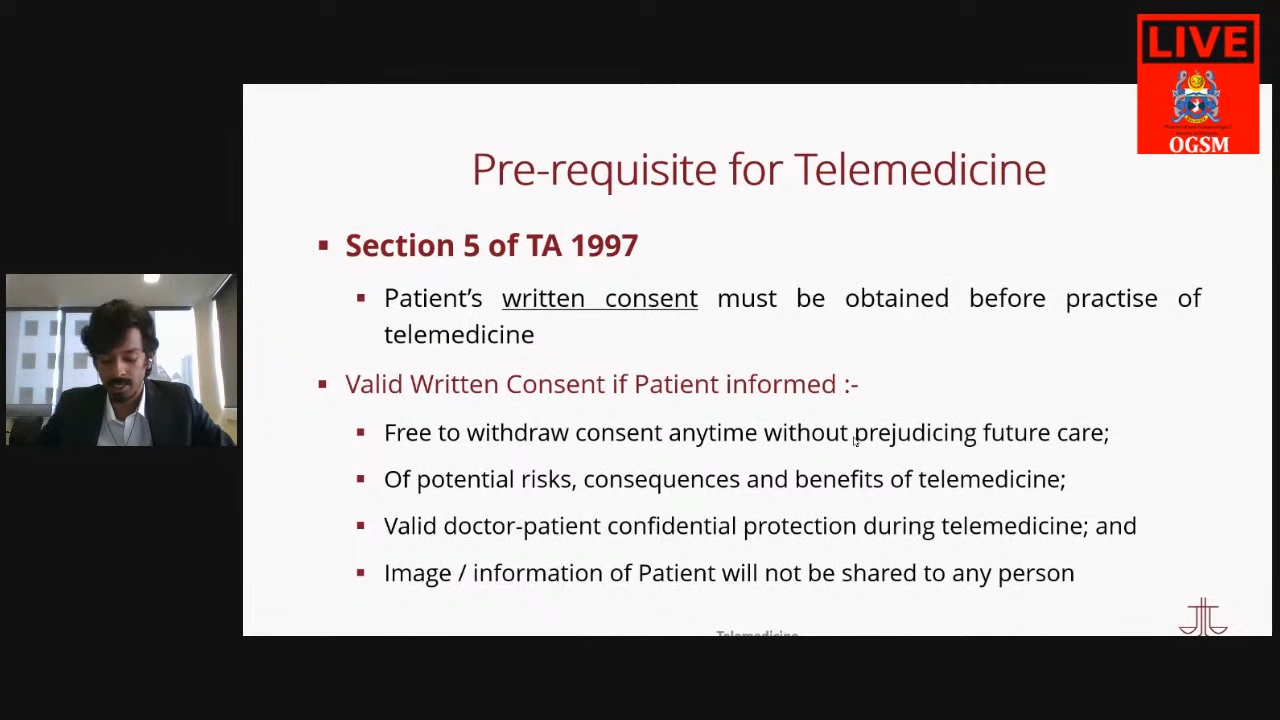 LIVE
OGSM
Pre-requisite for Telemedicine
Section 5 of TA 1997
Patient's written consent must be obtained before practise of
telemedicine
Valid Written Consent if Patient informed :-
Free to withdraw consent anytime without prejudicing future care;
Of potential risks, consequences and benefits of telemedicine;
Valid doctor-patient confidential protection during telemedicine; and
Image / information of Patient will not be shared to any person
Telemedicine